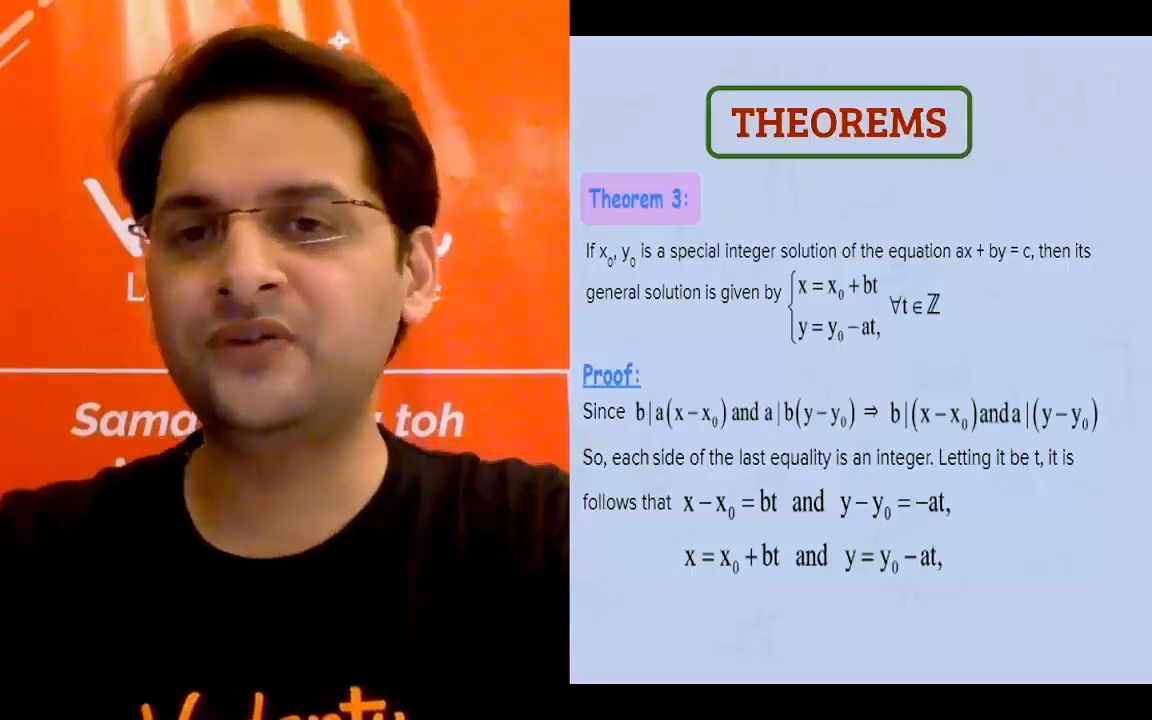 THEOREMS
Theorem 3:
If x₀, y₀ is a special integer solution of the equation ax + by = c, then its
general solution is given by { x = x₀ + bt
y = y₀ − at, ∀t ∈ ℤ
Proof:
Since b | a(x − x₀) and a | b(y − y₀) ⇒ b | (x − x₀) and a | (y − y₀)
So, each side of the last equality is an integer. Letting it be t, it is
follows that x − x₀ = bt and y − y₀ = −at,
x = x₀ + bt and y = y₀ − at,
toh